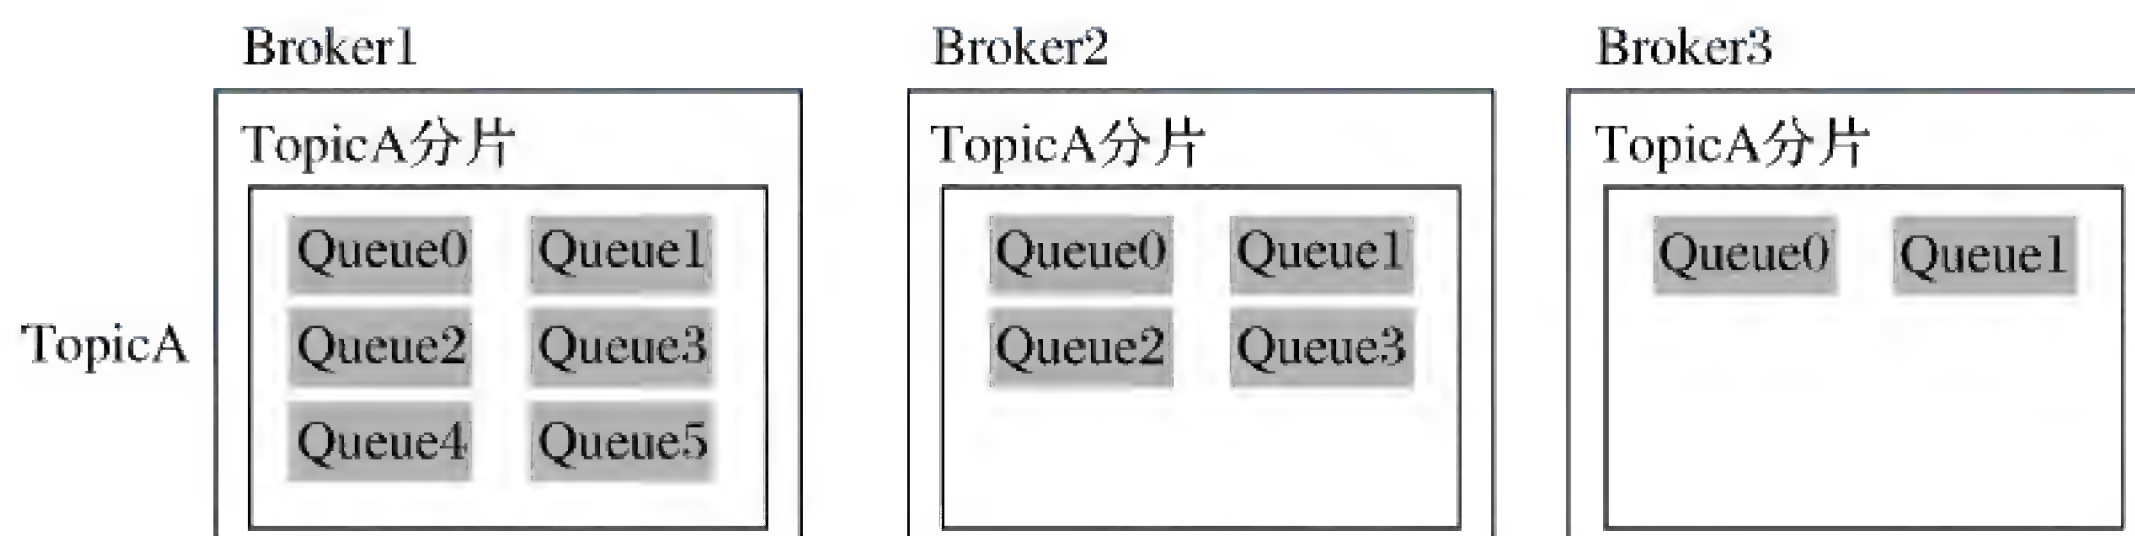 Broker1
Broker2
Broker3
TopicA分片
TopicA分片
TopicA分片
Queue0 Queue1
Queue0 Queue1
Queue0 Queue1
Queue2 Queue3
Queue2 Queue3
TopicA
Queue4 Queue5